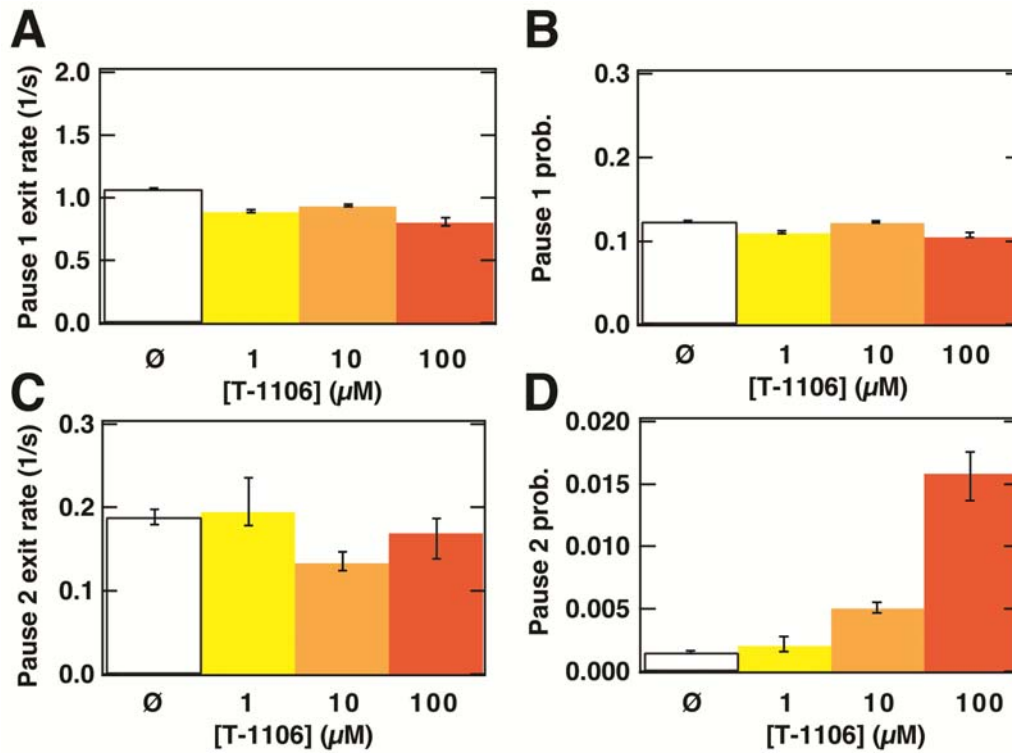 A
Pause 1 exit rate (1/s)
2.0
1.5
1.0
0.5
0.0
Ø 1 10 100
[T-1106] (µM)
B
Pause 1 prob.
0.3
0.2
0.1
0.0
Ø 1 10 100
[T-1106] (µM)
C
Pause 2 exit rate (1/s)
0.3
0.2
0.1
0.0
Ø 1 10 100
[T-1106] (µM)
D
Pause 2 prob.
0.020
0.015
0.010
0.005
0.000
Ø 1 10 100
[T-1106] (µM)